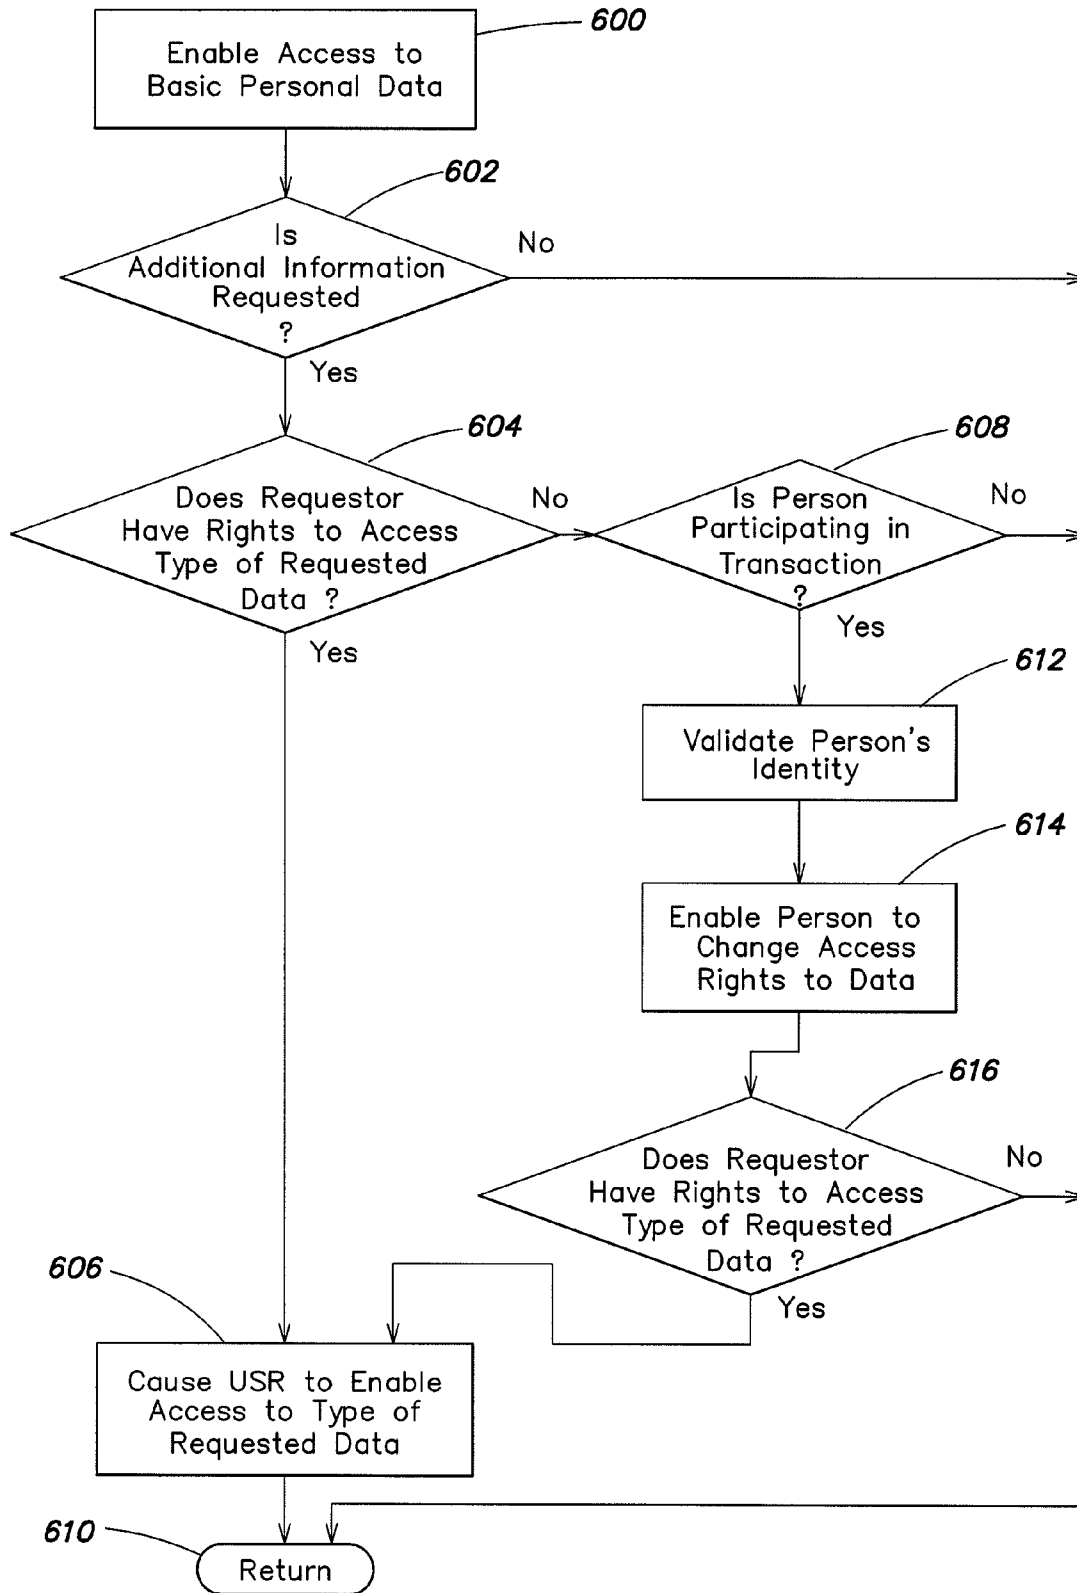 600
Enable Access to
Basic Personal Data
602
Is
Additional Information
Requested
?
No
Yes
604
Does Requestor
Have Rights to Access
Type of Requested
Data ?
No
Yes
608
Is Person
Participating in
Transaction
?
No
Yes
612
Validate Person's
Identity
614
Enable Person to
Change Access
Rights to Data
616
Does Requestor
Have Rights to Access
Type of Requested
Data ?
No
Yes
606
Cause USR to Enable
Access to Type of
Requested Data
610
Return